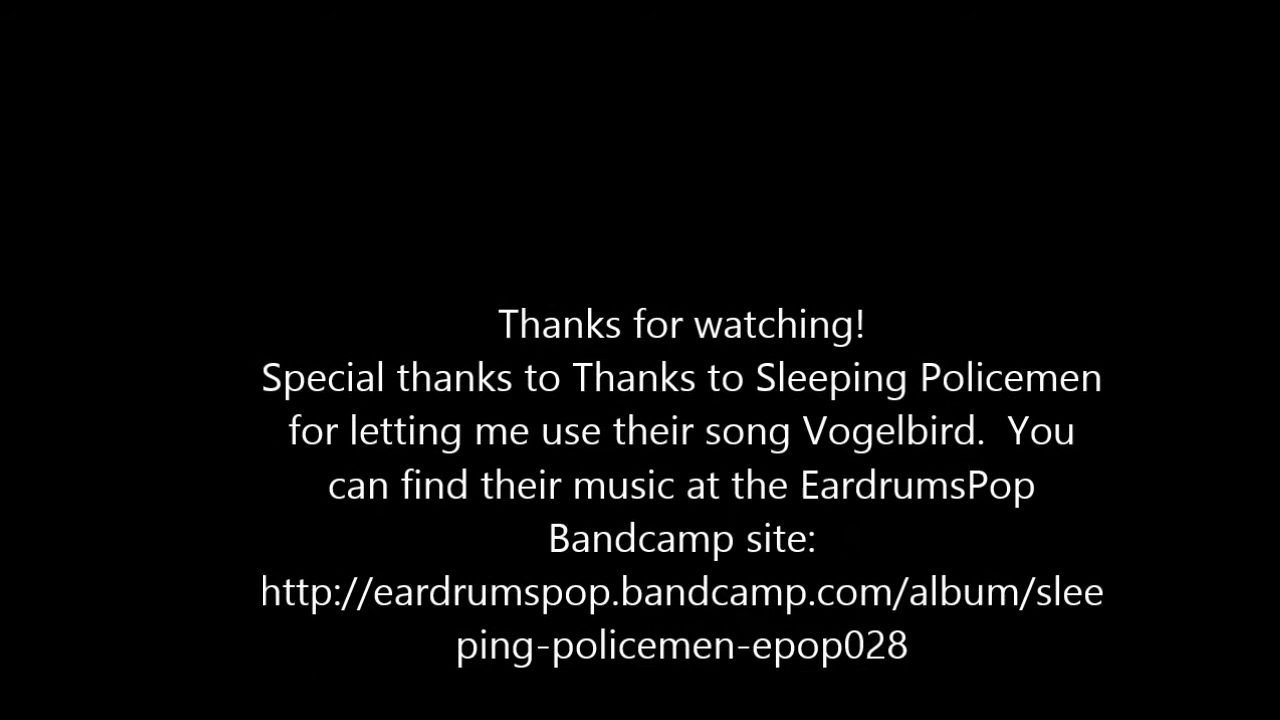 Thanks for watching!
Special thanks to Thanks to Sleeping Policemen
for letting me use their song Vogelbird.  You
can find their music at the EardrumsPop
Bandcamp site:
http://eardrumspop.bandcamp.com/album/slee
ping-policemen-epop028